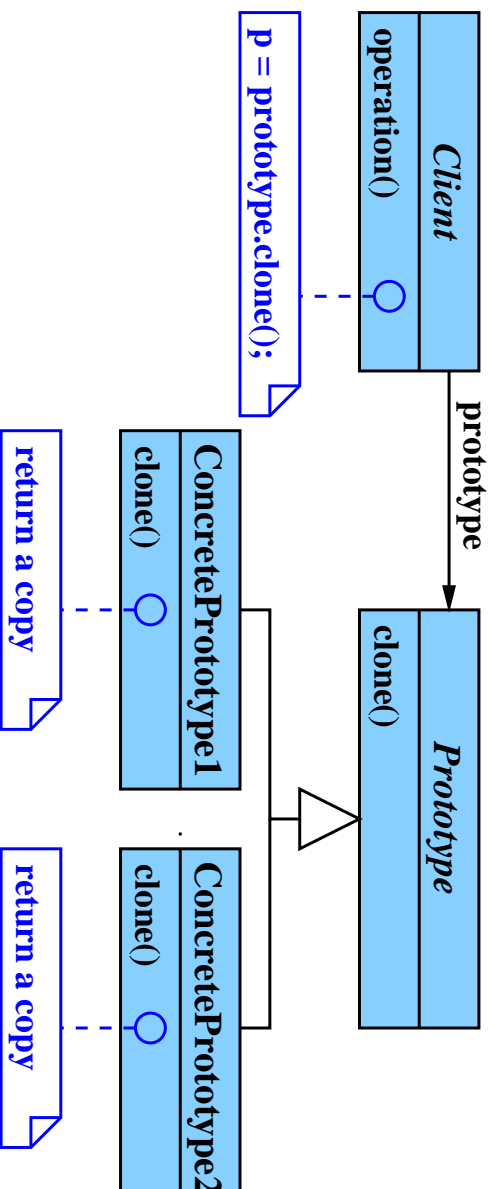 Client
operation()
prototype
Prototype
clone()
p = prototype.clone();
ConcretePrototype1
clone()
ConcretePrototype2
clone()
return a copy
return a copy